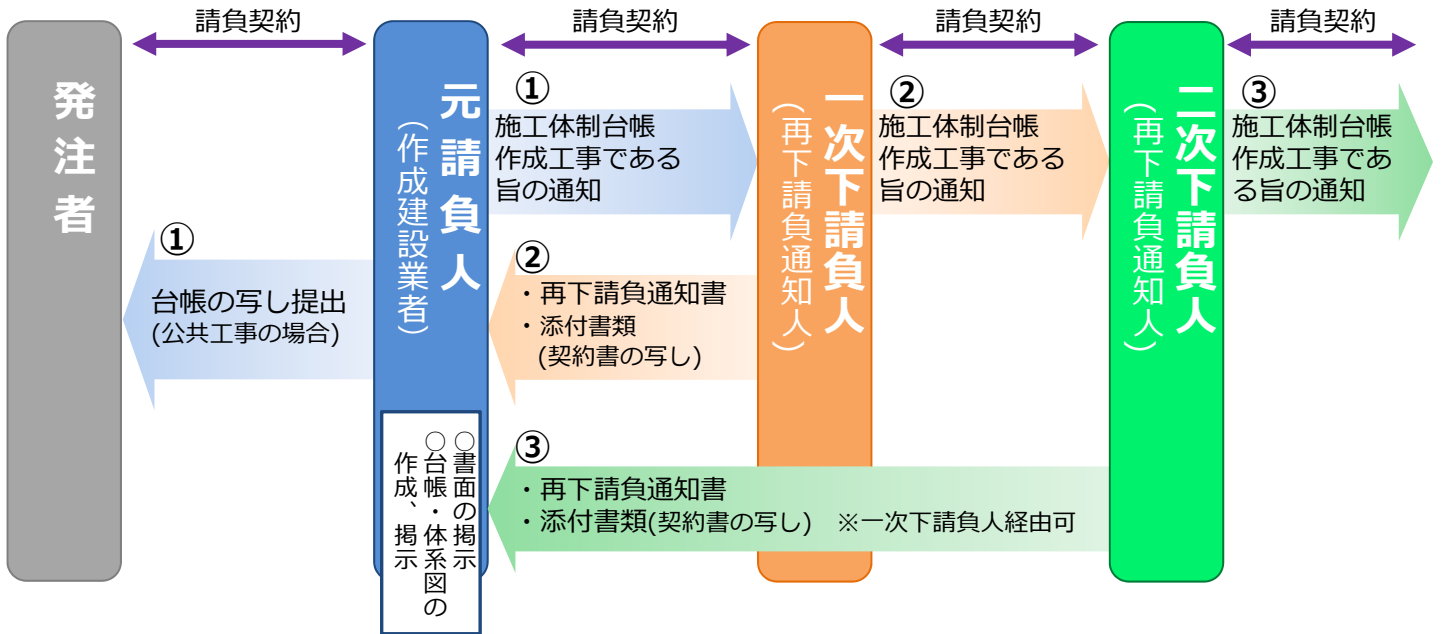 請負契約
請負契約
請負契約
請負契約
発注者
元請負人
(作成建設業者)
一次下請負人
(再下請負通知人)
二次下請負人
(再下請負通知人)
①
施工体制台帳
作成工事である
旨の通知
②
施工体制台帳
作成工事である
旨の通知
③
施工体制台帳
作成工事であ
る旨の通知
①
台帳の写し提出
(公共工事の場合)
②
・再下請負通知書
・添付書類
(契約書の写し)
③
・再下請負通知書
・添付書類(契約書の写し) ※一次下請負人経由可
○書面の掲示
○台帳・体系図の
作成、掲示